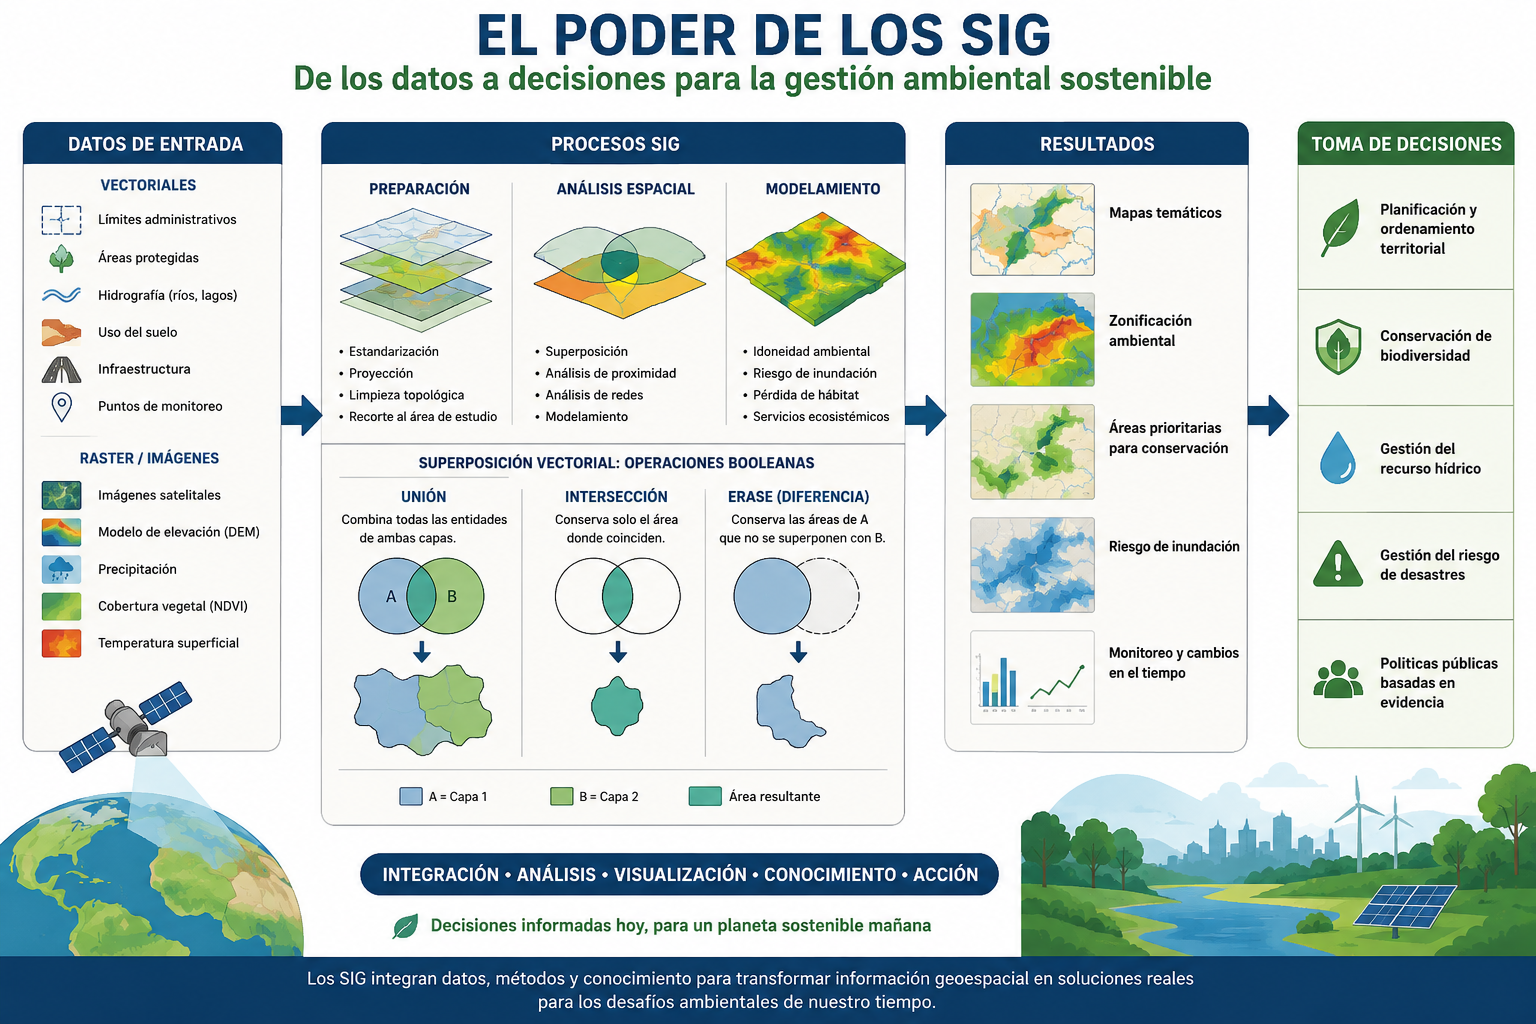 EL PODER DE LOS SIG
De los datos a decisiones para la gestión ambiental sostenible
DATOS DE ENTRADA
VECTORIALES
Límites administrativos
Áreas protegidas
Hidrografía (ríos, lagos)
Uso del suelo
Infraestructura
Puntos de monitoreo
RASTER / IMÁGENES
Imágenes satelitales
Modelo de elevación (DEM)
Precipitación
Cobertura vegetal (NDVI)
Temperatura superficial
PROCESOS SIG
PREPARACIÓN
• Estandarización
• Proyección
• Limpieza topológica
• Recorte al área de estudio
ANÁLISIS ESPACIAL
• Superposición
• Análisis de proximidad
• Análisis de redes
• Modelamiento
MODELAMIENTO
• Idoneidad ambiental
• Riesgo de inundación
• Pérdida de hábitat
• Servicios ecosistémicos
SUPERPOSICIÓN VECTORIAL: OPERACIONES BOOLEANAS
UNIÓN
Combina todas las entidades
de ambas capas.
A
B
INTERSECCIÓN
Conserva solo el área
donde coinciden.
ERASE (DIFERENCIA)
Conserva las áreas de A
que no se superponen con B.
A = Capa 1
B = Capa 2
Área resultante
RESULTADOS
Mapas temáticos
Zonificación
ambiental
Áreas prioritarias
para conservación
Riesgo de inundación
Monitoreo y cambios
en el tiempo
TOMA DE DECISIONES
Planificación y
ordenamiento
territorial
Conservación de
biodiversidad
Gestión del
recurso hídrico
Gestión del riesgo
de desastres
Politicas públicas
basadas en
evidencia
INTEGRACIÓN • ANÁLISIS • VISUALIZACIÓN • CONOCIMIENTO • ACCIÓN
Decisiones informadas hoy, para un planeta sostenible mañana
Los SIG integran datos, métodos y conocimiento para transformar información geoespacial en soluciones reales
para los desafíos ambientales de nuestro tiempo.